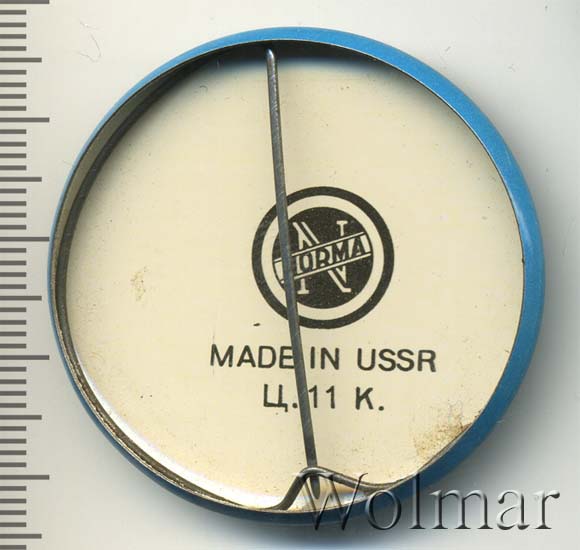 N
NORMA
MADE IN USSR
Ц. 11 К.
Wolmar